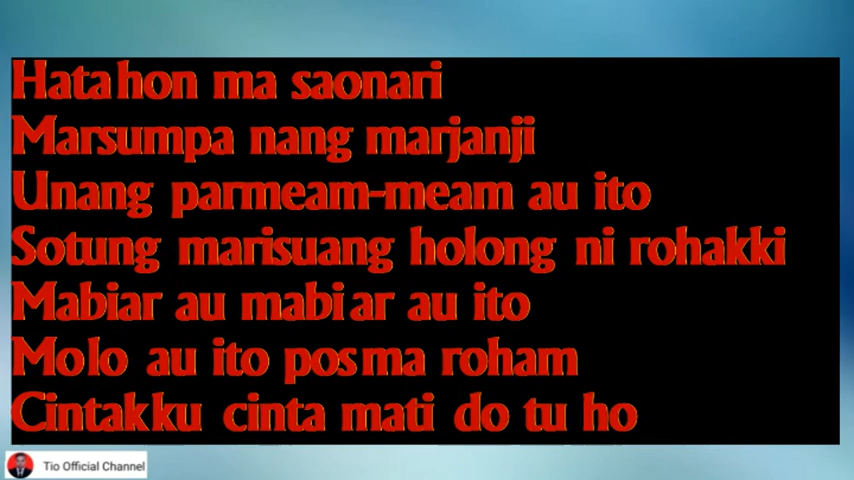 Hatahon ma saonari
Marsumpa nang marjanji
Unang parmeam-meam au ito
Sotung marisuang holong ni rohakki
Mabiar au mabiar au ito
Molo au ito posma roham
Cintakku cinta mati do tu ho
Tio Official Channel